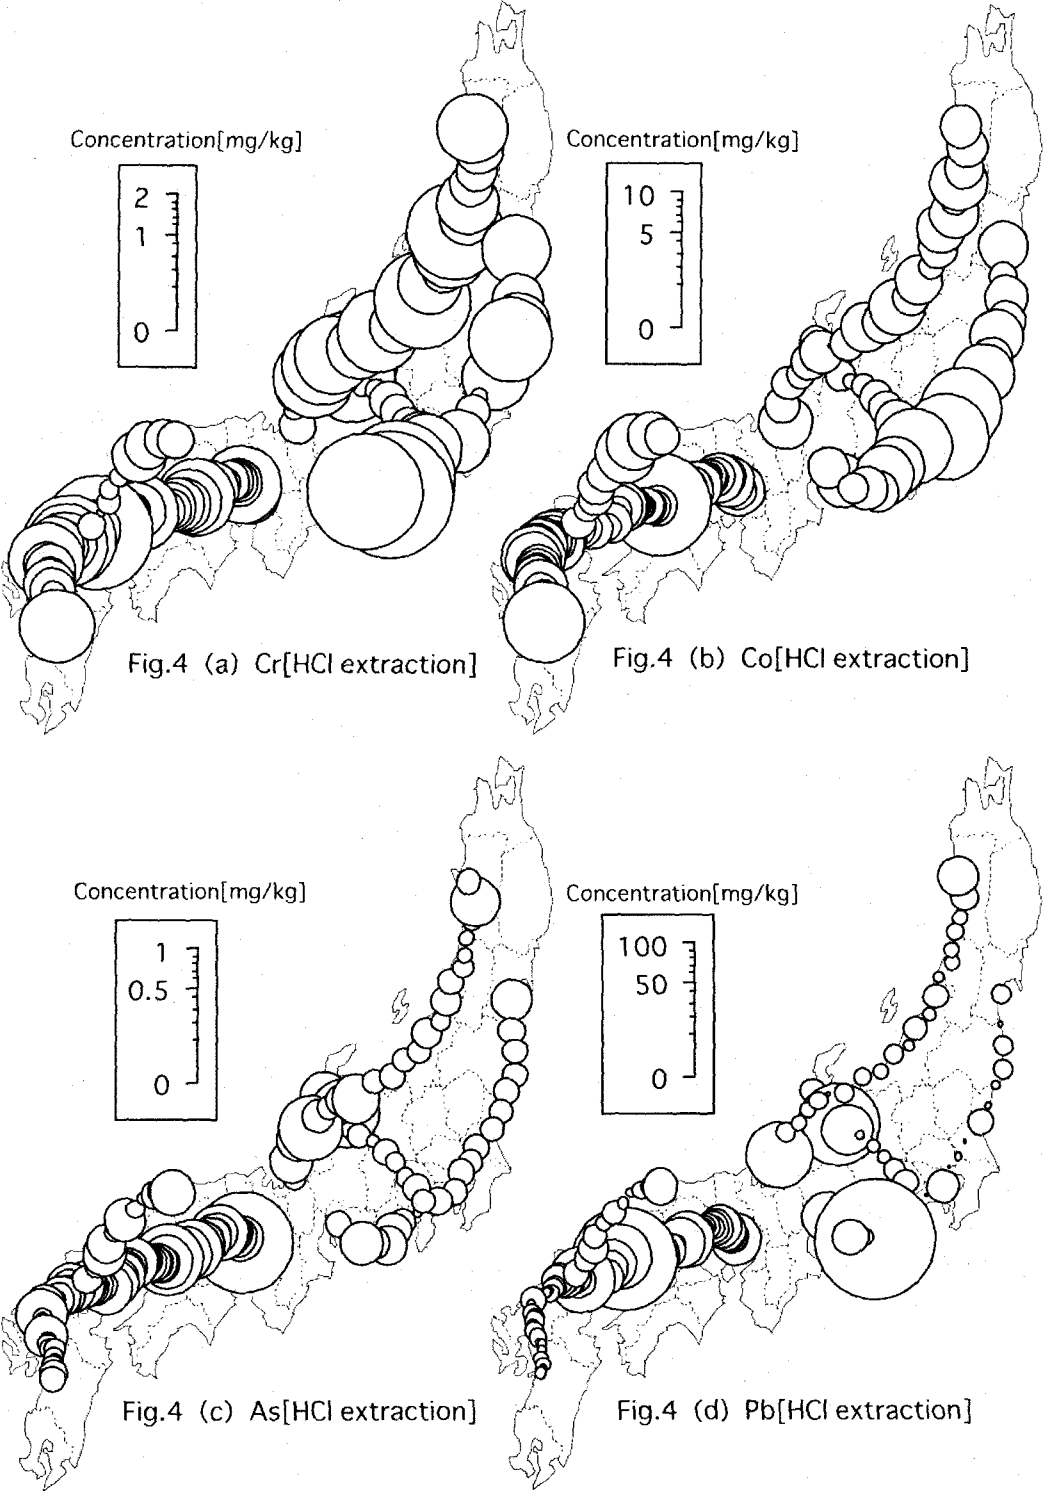 Concentration[mg/kg]
2
1
0
Fig.4 (a) Cr[HCl extraction]
Concentration[mg/kg]
10
5
0
Fig.4 (b) Co[HCl extraction]
Concentration[mg/kg]
1
0.5
0
Fig.4 (c) As[HCl extraction]
Concentration[mg/kg]
100
50
0
Fig.4 (d) Pb[HCl extraction]